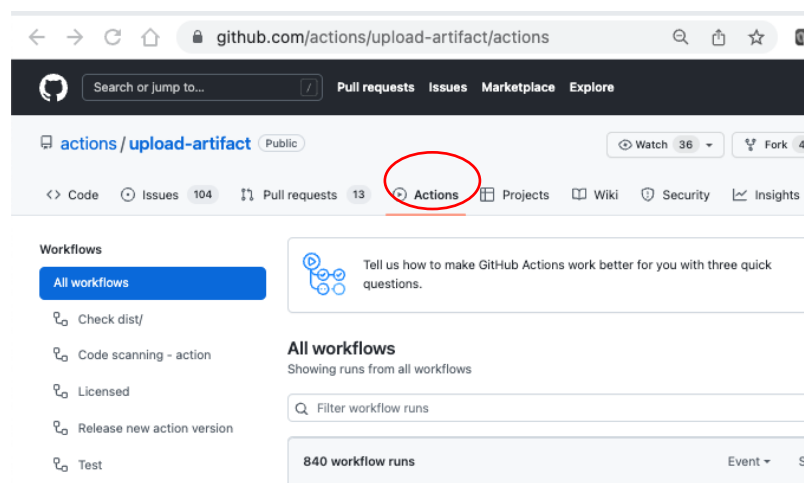 github.com/actions/upload-artifact/actions
Search or jump to... / Pull requests Issues Marketplace Explore
actions / upload-artifact Public Watch 36 Fork
Code Issues 104 Pull requests 13 Actions Projects Wiki Security Insights
Workflows
All workflows
Check dist/
Code scanning - action
Licensed
Release new action version
Test
Tell us how to make GitHub Actions work better for you with three quick
questions.
All workflows
Showing runs from all workflows
Filter workflow runs
840 workflow runs Event